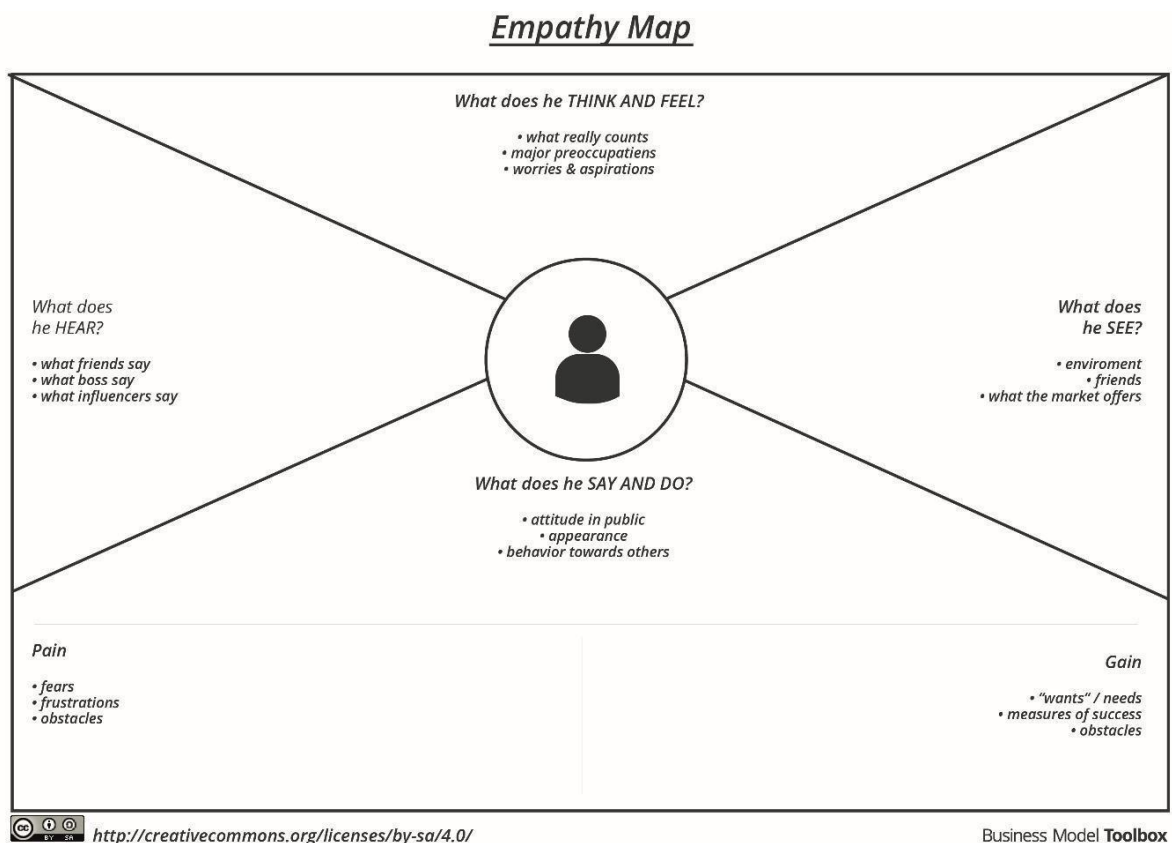 Empathy Map
What does he THINK AND FEEL?
• what really counts
• major preoccupatiens
• worries & aspirations
What does
he HEAR?
• what friends say
• what boss say
• what influencers say
What does
he SEE?
• enviroment
• friends
• what the market offers
What does he SAY AND DO?
• attitude in public
• appearance
• behavior towards others
Pain
• fears
• frustrations
• obstacles
Gain
• “wants“ / needs
• measures of success
• obstacles
cc BY SA http://creativecommons.org/licenses/by-sa/4.0/
Business Model Toolbox